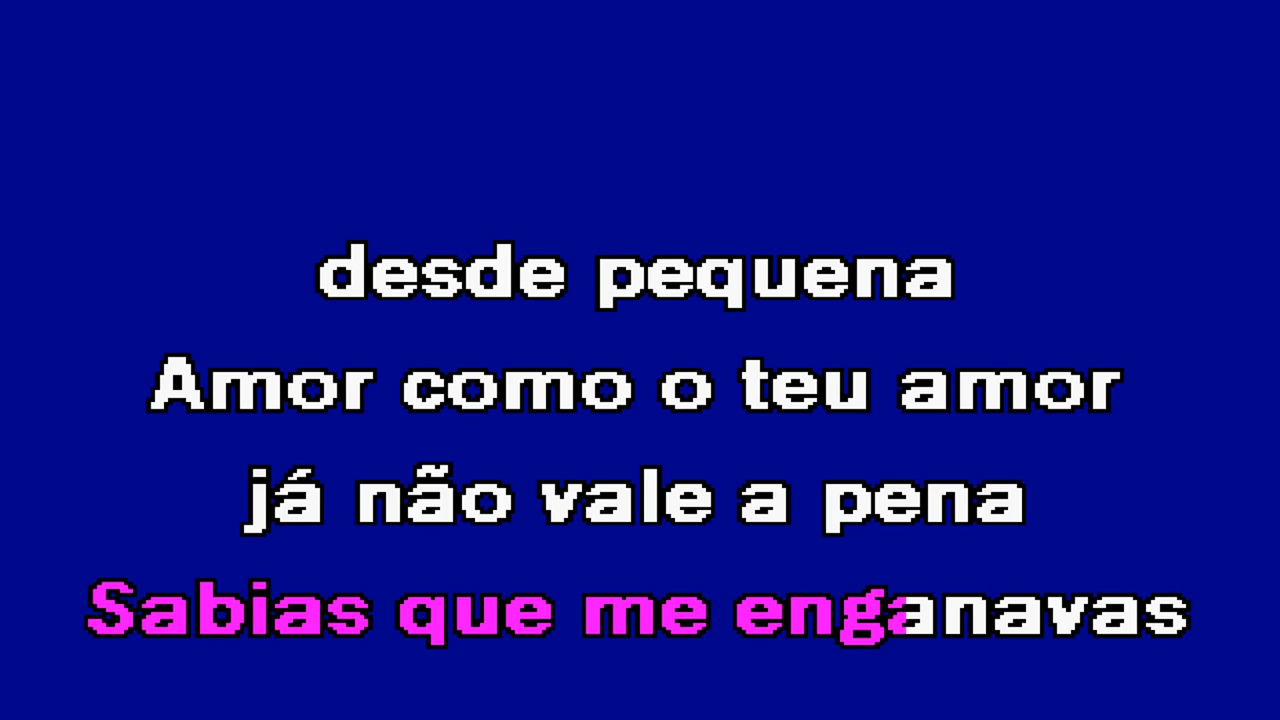 desde pequena
Amor como o teu amor
já não vale a pena
Sabias que me enganavas